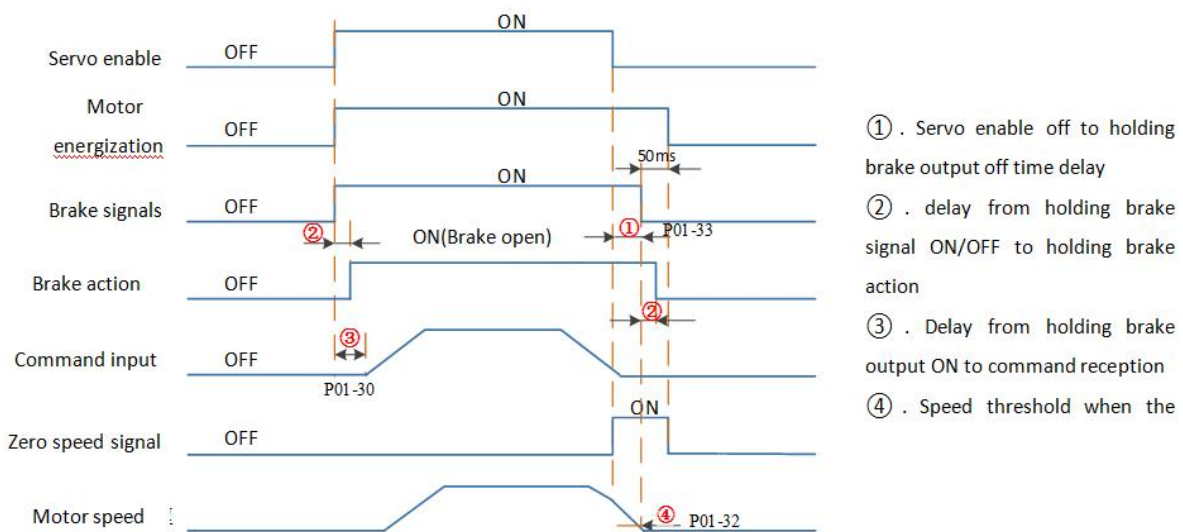 ON
Servo enable
OFF
Motor
energization
ON
OFF
50ms
Brake signals
OFF
ON
②
ON(Brake open)
①
P01-33
Brake action
OFF
②
③
Command input
OFF
P01-30
ON
Zero speed signal
OFF
Motor speed
④
P01-32
①. Servo enable off to holding
brake output off time delay
②. delay from holding brake
signal ON/OFF to holding brake
action
③. Delay from holding brake
output ON to command reception
④. Speed threshold when the